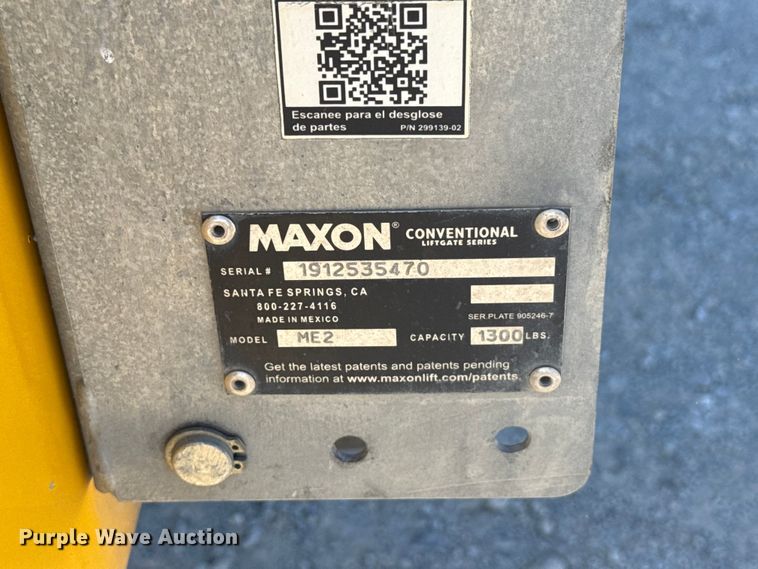 Escanee para el desglose
de partes P/N 299139-02
MAXON® CONVENTIONAL
LIFTGATE SERIES
SERIAL # 1912535470
SANTA FE SPRINGS, CA
800-227-4116
MADE IN MEXICO SER.PLATE 905246-7
MODEL ME2 CAPACITY 1300 LBS.
Get the latest patents and patents pending
information at www.maxonlift.com/patents.
Purple Wave Auction